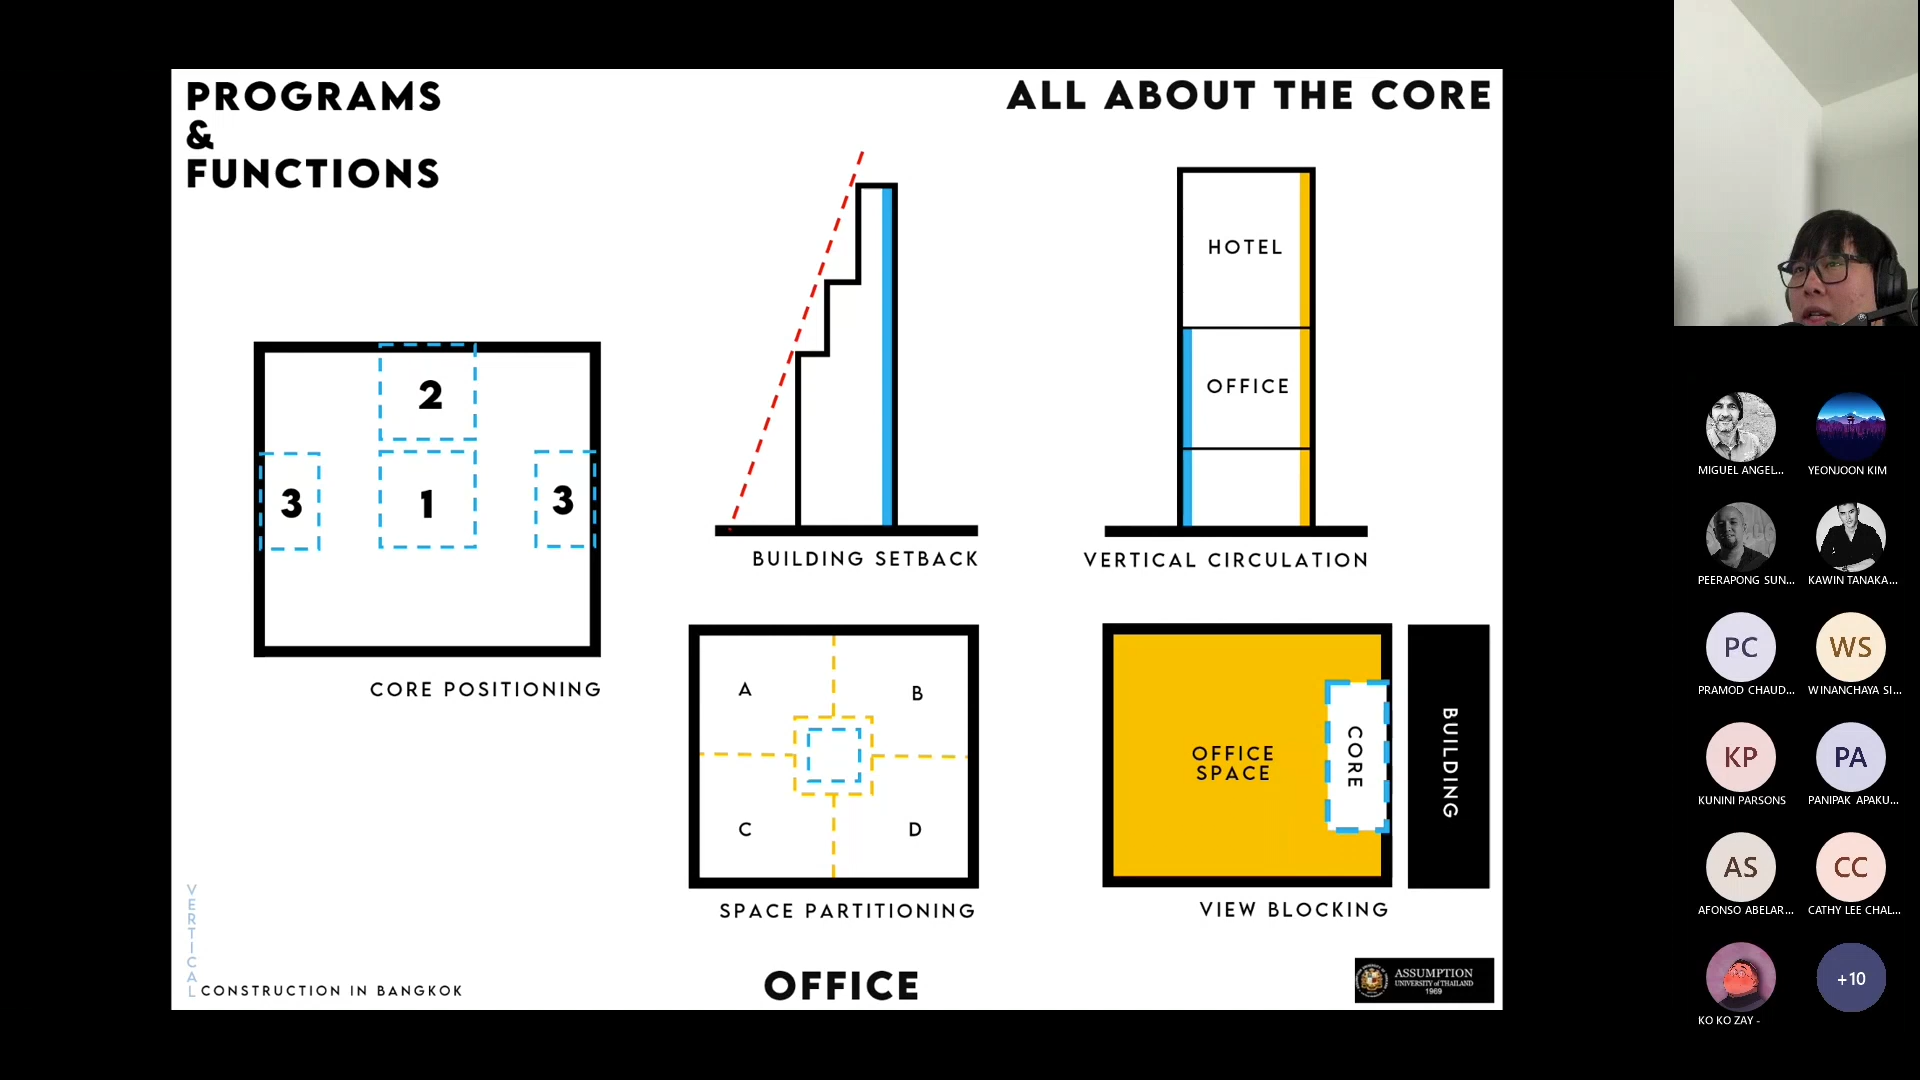 PROGRAMS
&
FUNCTIONS
ALL ABOUT THE CORE
2
3
1
3
CORE POSITIONING
BUILDING SETBACK
HOTEL
OFFICE
VERTICAL CIRCULATION
A
B
C
D
SPACE PARTITIONING
OFFICE
SPACE
CORE
BUILDING
VIEW BLOCKING
VERTICAL
CONSTRUCTION IN BANGKOK
OFFICE
ASSUMPTION
UNIVERSITY of THAILAND
1969
MIGUEL ANGEL...
YEONJOON KIM
PEERAPONG SUN...
KAWIN TANAKA...
PC
WS
PRAMOD CHAUD...
WINANCHAYA SI...
KP
PA
KUNINI PARSONS
PANIPAK APAKU...
AS
CC
AFONSO ABELAR...
CATHY LEE CHAL...
+10
KO KO ZAY -